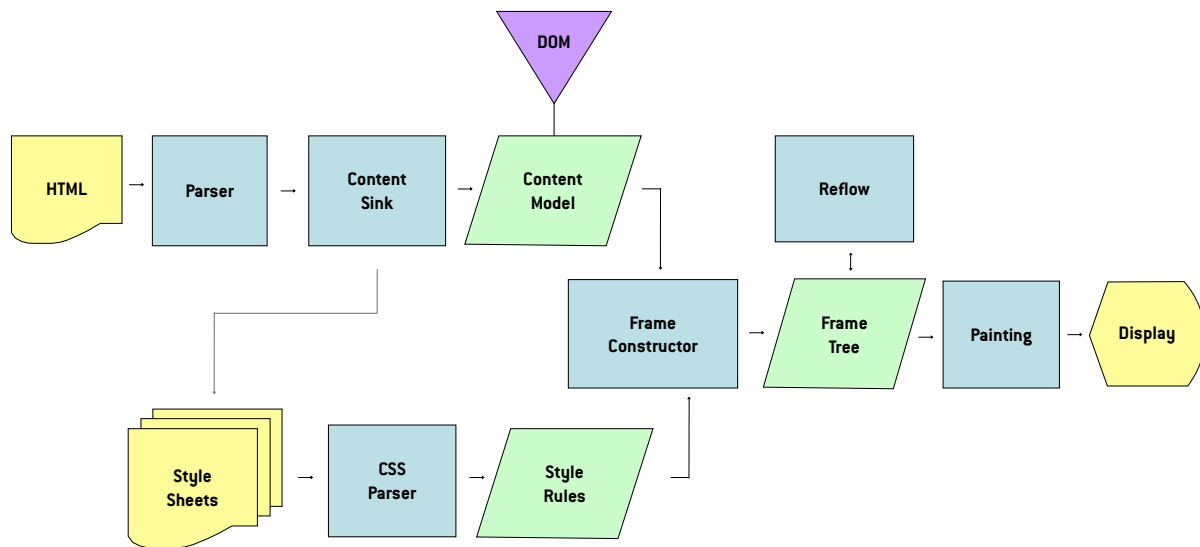 DOM
HTML
Parser
Content
Sink
Content
Model
Reflow
Frame
Constructor
Frame
Tree
Painting
Display
Style
Sheets
CSS
Parser
Style
Rules